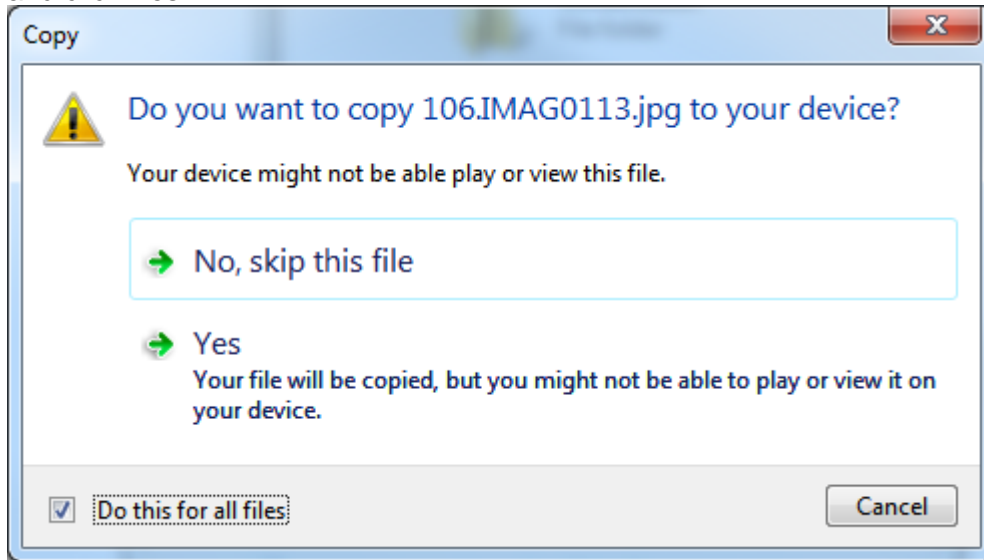 Copy
Do you want to copy 106.IMAG0113.jpg to your device?
Your device might not be able play or view this file.
No, skip this file
Yes
Your file will be copied, but you might not be able to play or view it on
your device.
Do this for all files
Cancel